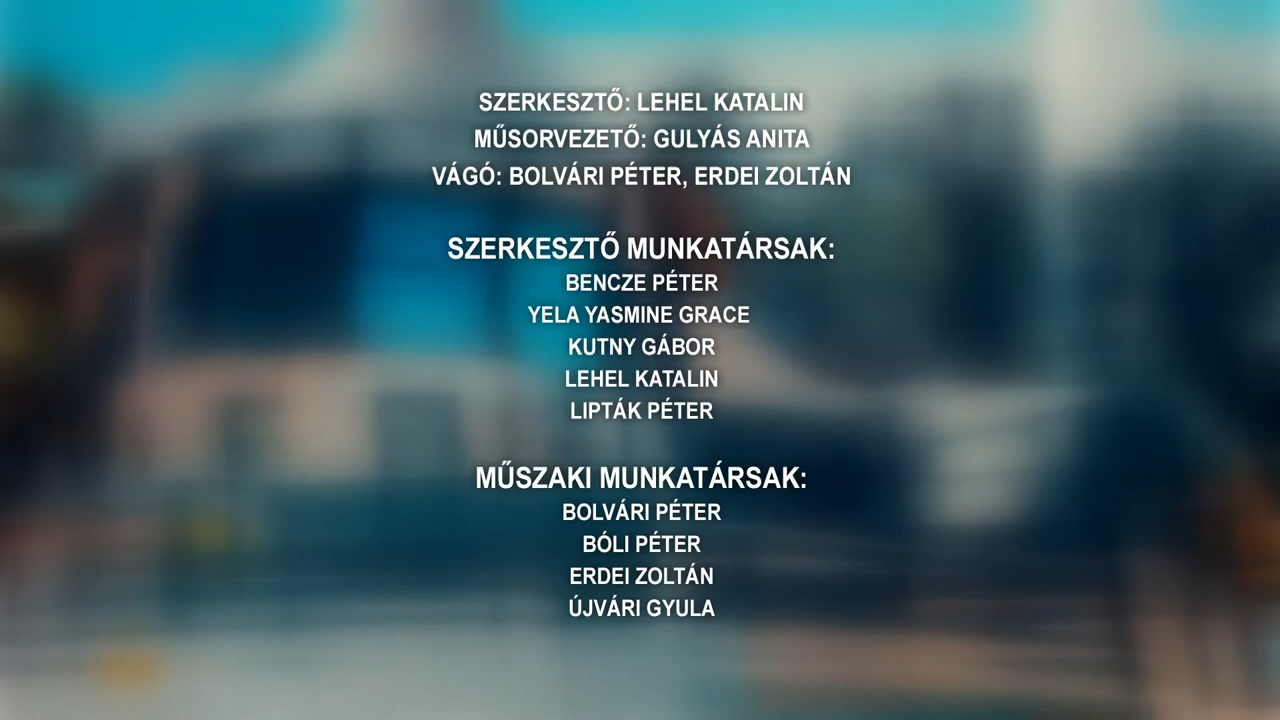 SZERKESZTŐ: LEHEL KATALIN
MŰSORVEZETŐ: GULYÁS ANITA
VÁGÓ: BOLVÁRI PÉTER, ERDEI ZOLTÁN
SZERKESZTŐ MUNKATÁRSAK:
BENCZE PÉTER
YELA YASMINE GRACE
KUTNY GÁBOR
LEHEL KATALIN
LIPTÁK PÉTER
MŰSZAKI MUNKATÁRSAK:
BOLVÁRI PÉTER
BÓLI PÉTER
ERDEI ZOLTÁN
ÚJVÁRI GYULA